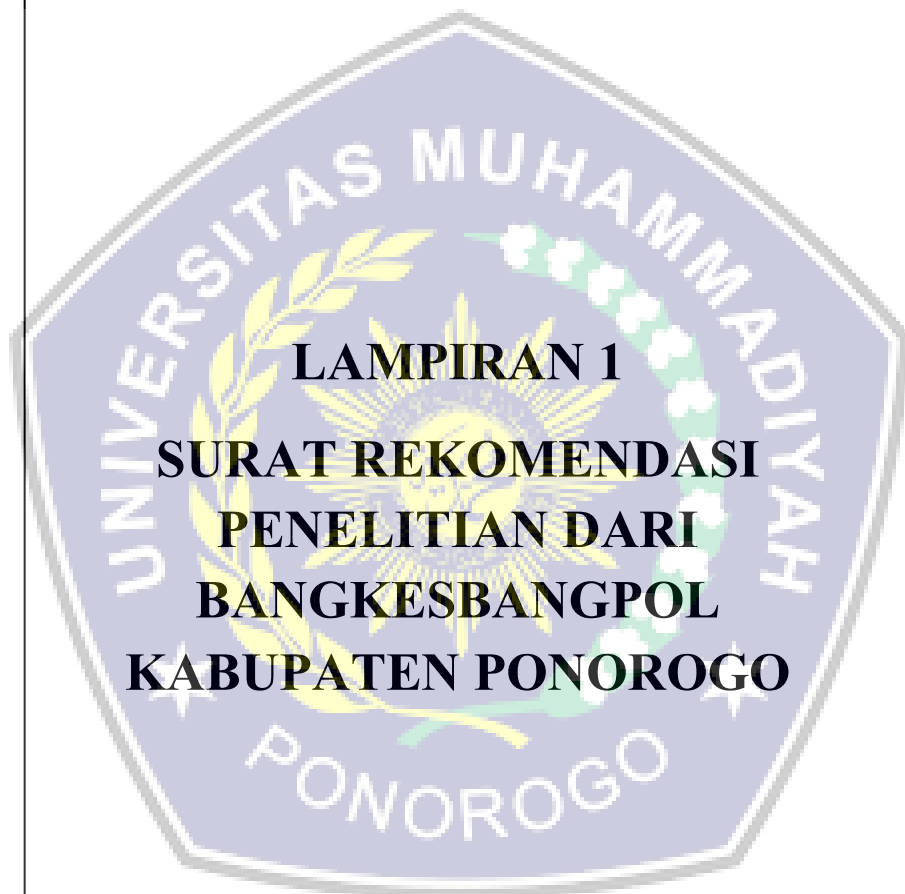 UNIVERSITAS MUHAMMADIYAH
LAMPIRAN 1
SURAT REKOMENDASI
PENELITIAN DARI
BANGKESBANGPOL
KABUPATEN PONOROGO
PONOROGO